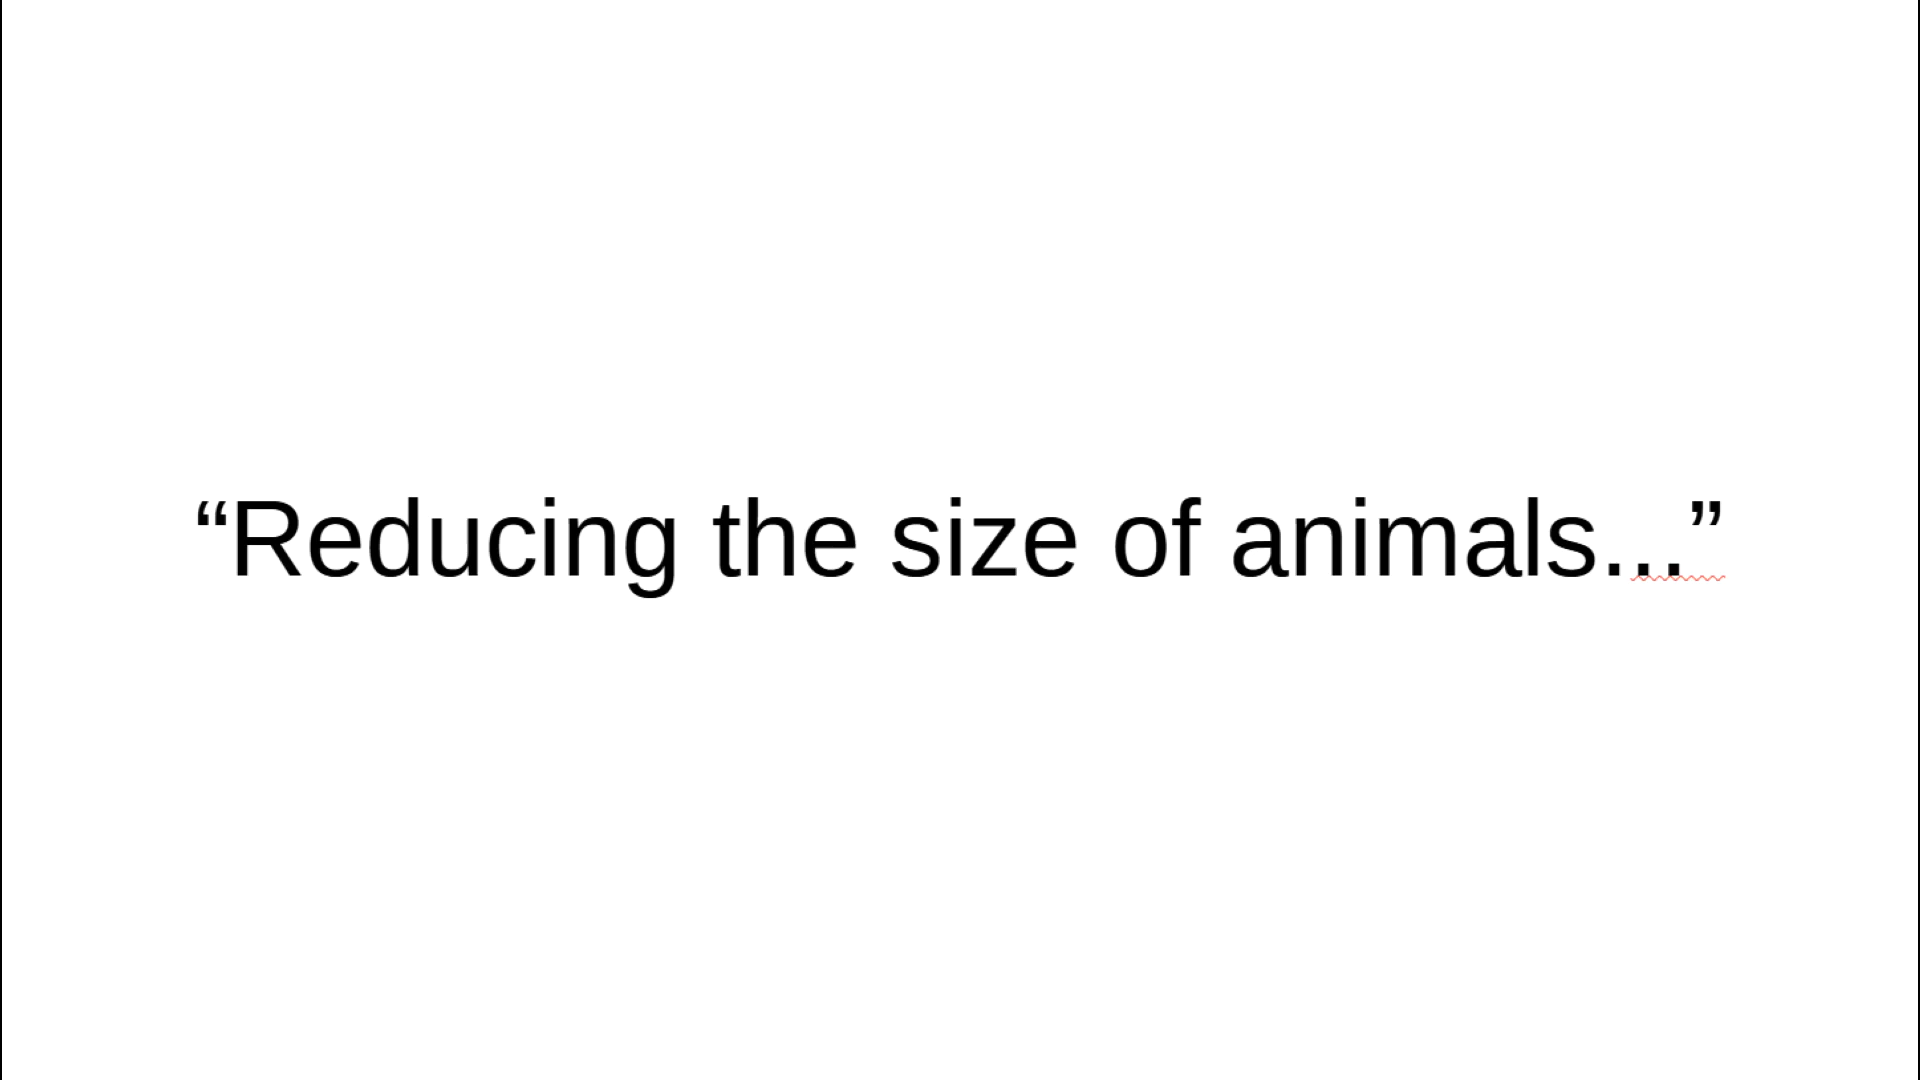 “Reducing the size of animals...”